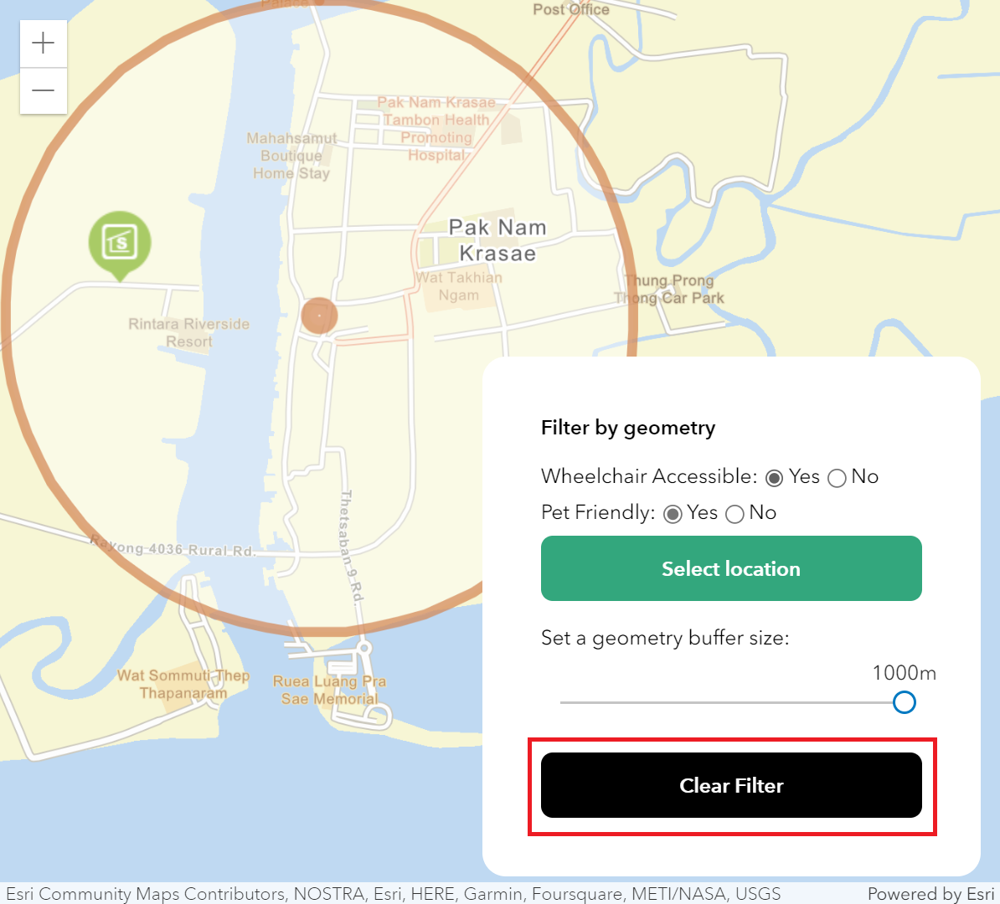 Palace
Post Office
Pak Nam Krasae
Tambon Health
Promoting
Hospital
Mahahsamut
Boutique
Home Stay
Pak Nam
Krasae
S
Wat Takhian
Ngam
Thung Prong
Thong Car Park
Rintara Riverside
Resort
Filter by geometry
Wheelchair Accessible: Yes No
Pet Friendly: Yes No
Select location
Set a geometry buffer size:
1000m
Clear Filter
Rayong 4036 Rural Rd.
Thetsaban 9 Rd.
Wat Sommuti Thep
Thapanaram
Ruea Luang Pra
Sae Memorial
Esri Community Maps Contributors, NOSTRA, Esri, HERE, Garmin, Foursquare, METI/NASA, USGS
Powered by Esri